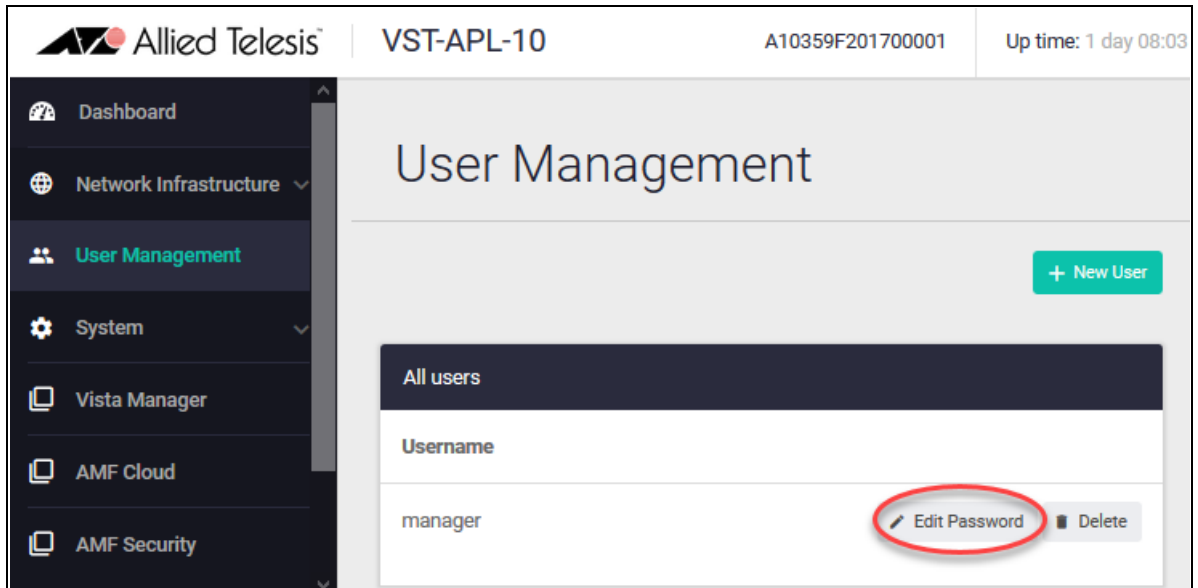 Allied Telesis VST-APL-10 A10359F201700001 Up time: 1 day 08:03
Dashboard
Network Infrastructure
User Management
System
Vista Manager
AMF Cloud
AMF Security
User Management
+ New User
All users
Username
manager Edit Password Delete